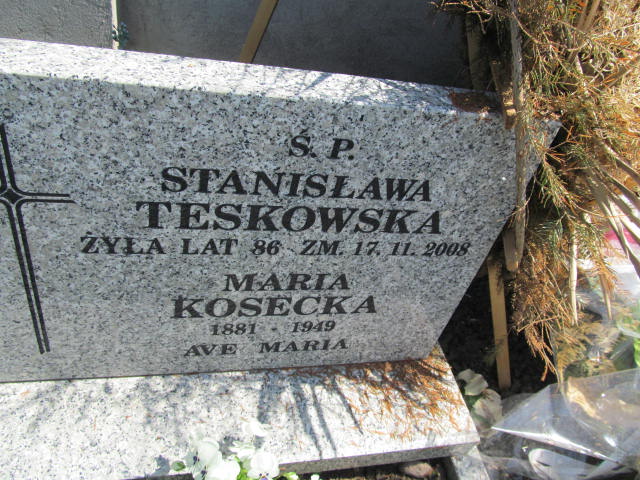 Ś. P.
STANISŁAWA
TESKOWSKA
ŻYŁA LAT 86 ZM. 17. 11. 2008
MARIA
KOSECKA
1881 - 1949
AVE MARIA